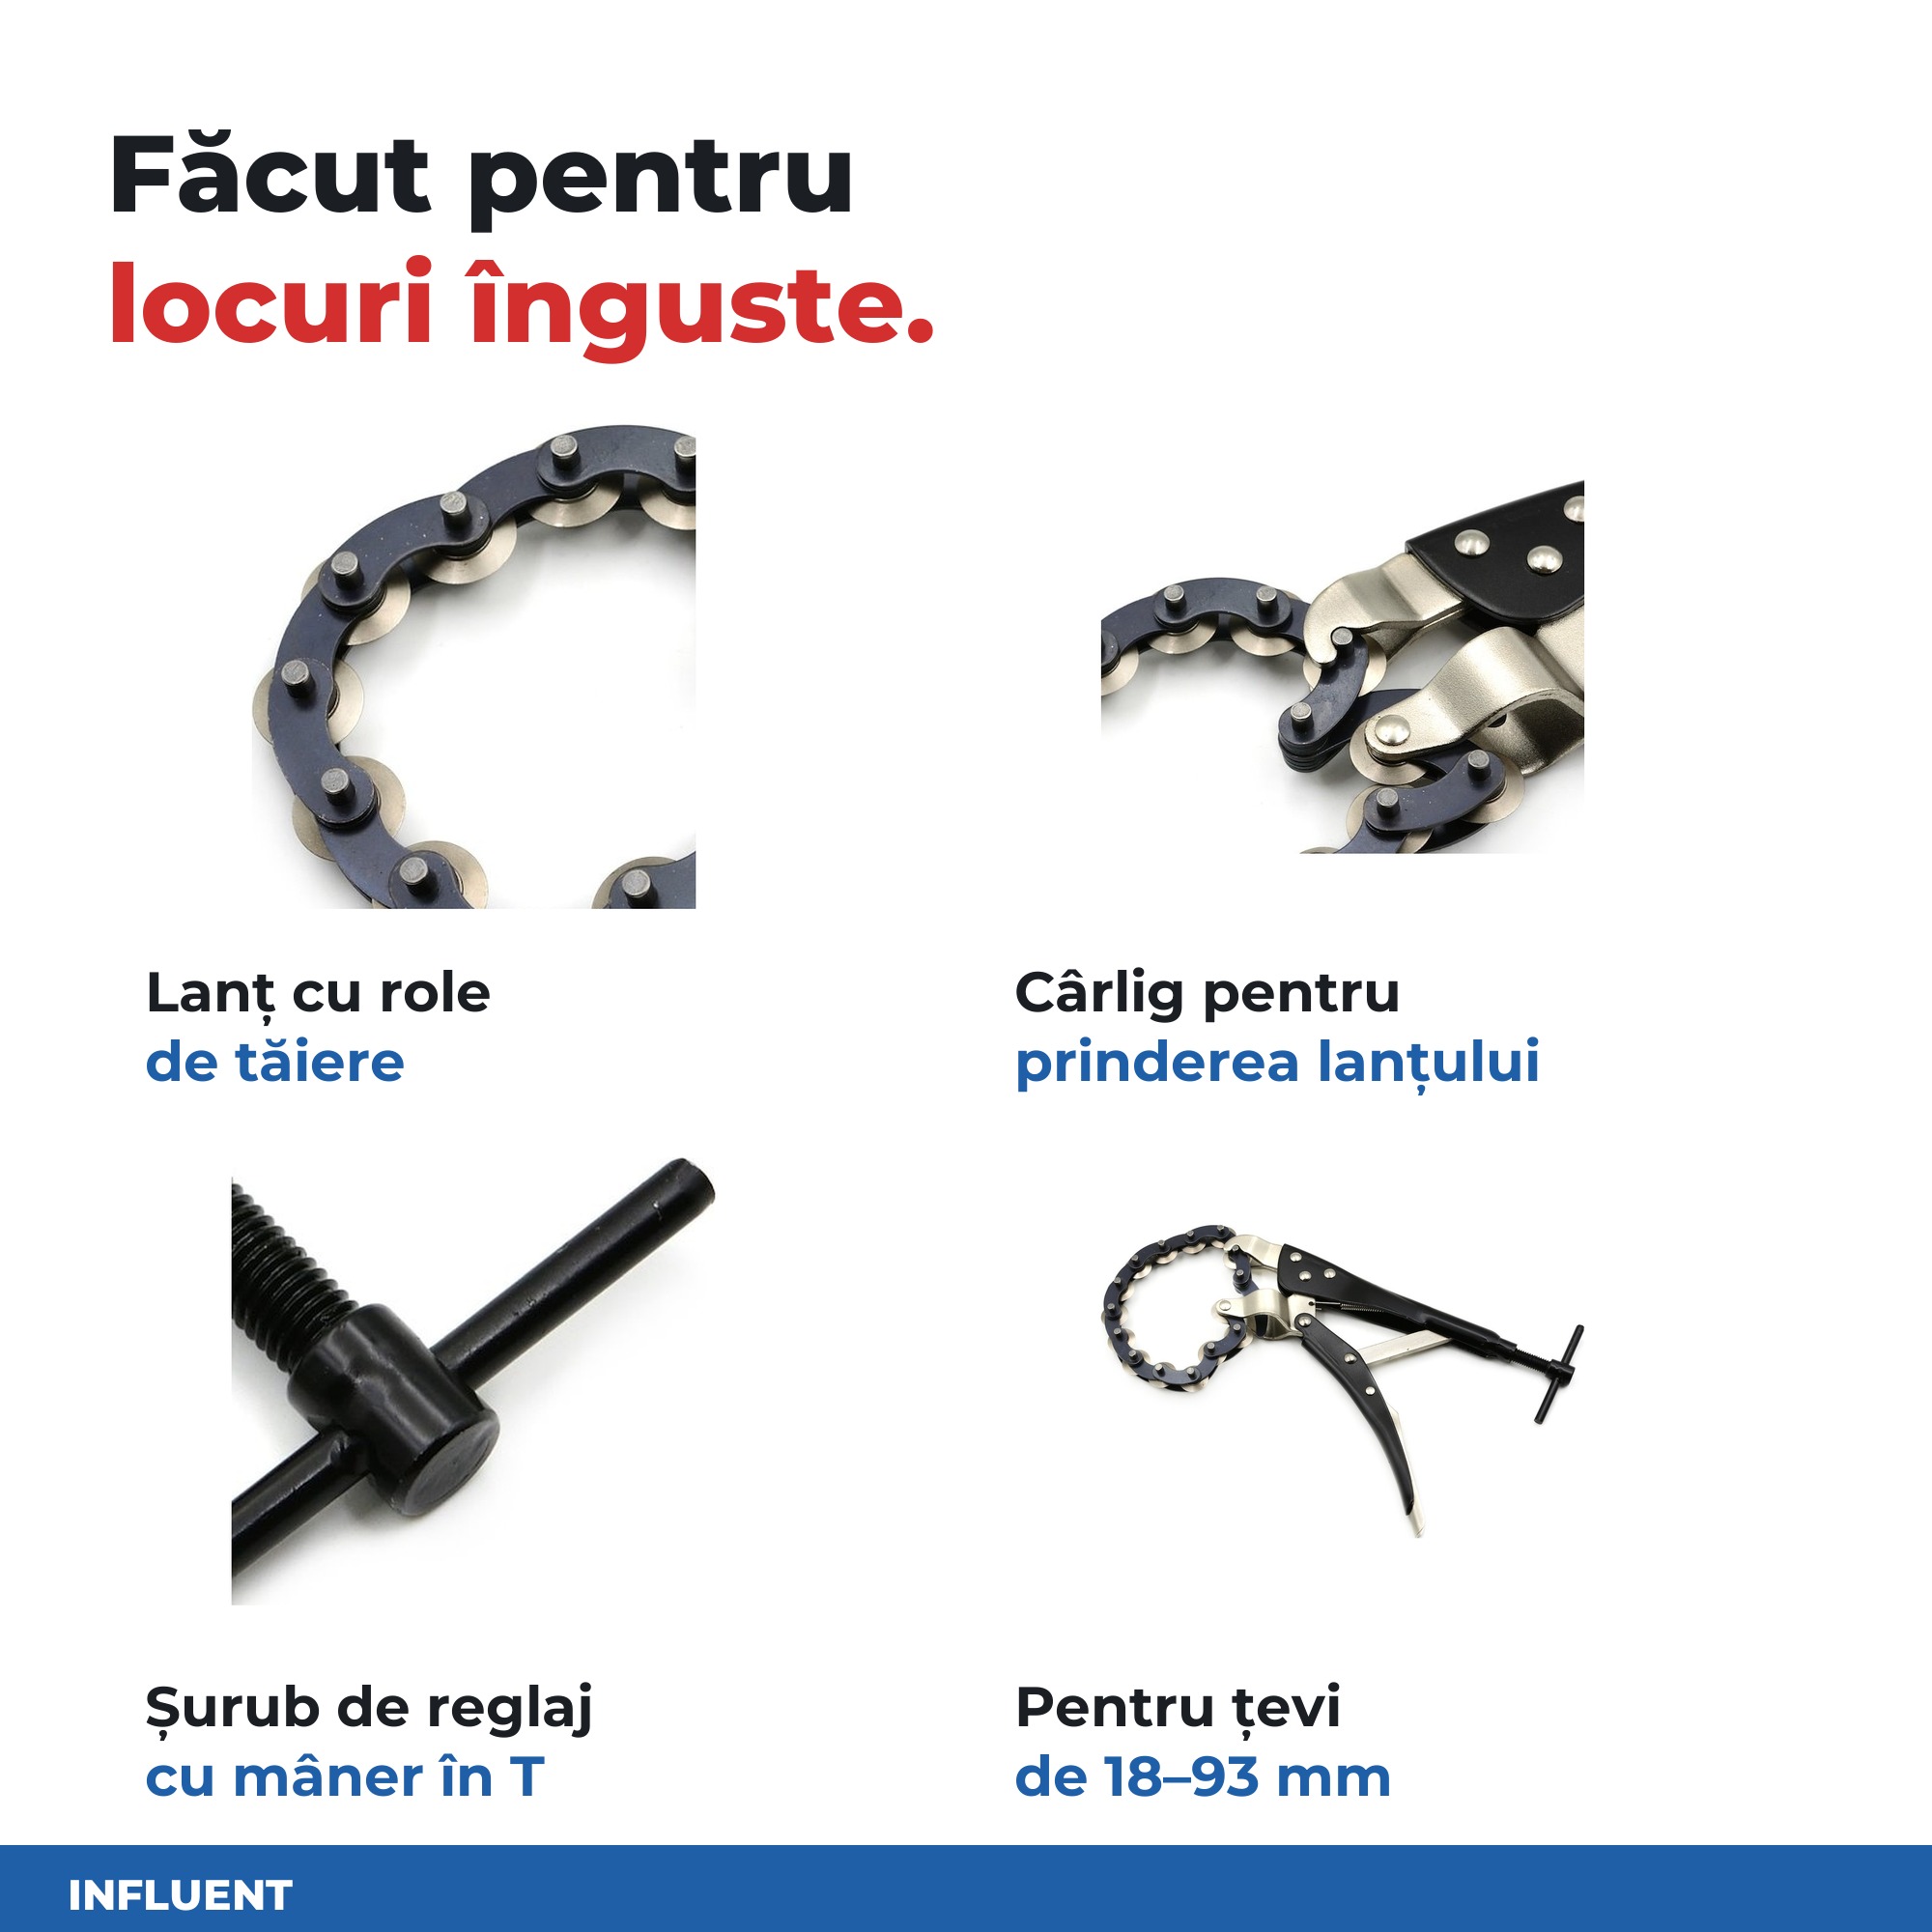 Făcut pentru
locuri înguste.
Lanț cu role
de tăiere
Cârlig pentru
prinderea lanțului
Șurub de reglaj
cu mâner în T
Pentru țevi
de 18–93 mm
INFLUENT